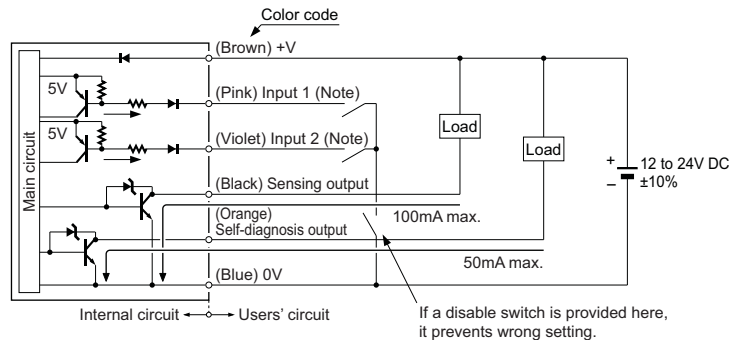 Color code
(Brown) +V
5V
(Pink) Input 1 (Note)
5V
(Violet) Input 2 (Note)
Load
Load
Main circuit
+
12 to 24V DC
−
±10%
(Black) Sensing output
100mA max.
(Orange)
Self-diagnosis output
50mA max.
(Blue) 0V
Internal circuit
Users' circuit
If a disable switch is provided here,
it prevents wrong setting.